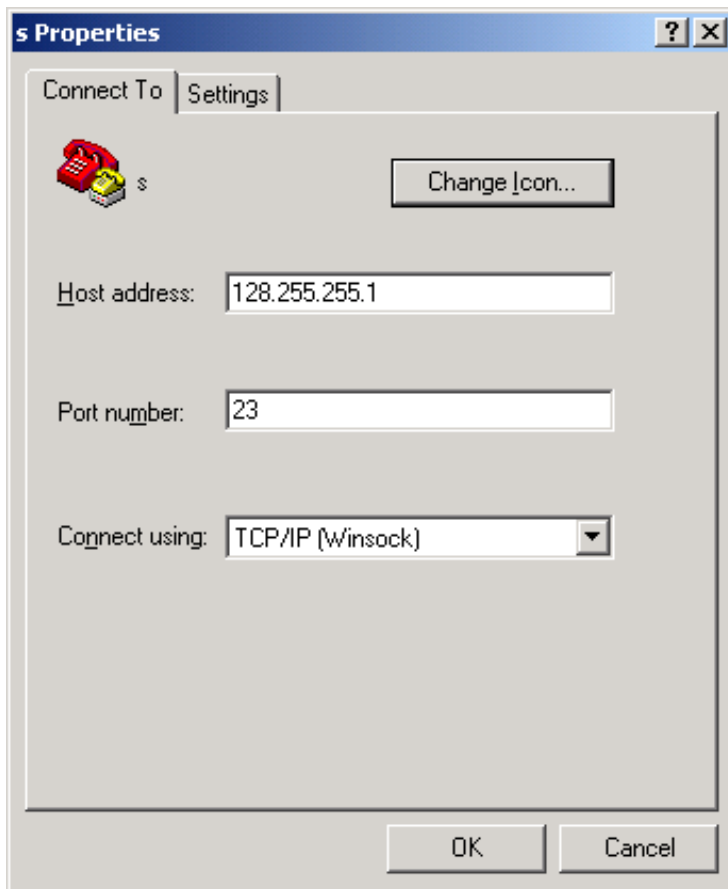 s Properties
? X
Connect To Settings
s
Change Icon...
Host address: 128.255.255.1
Port number: 23
Connect using: TCP/IP (Winsock)
OK Cancel